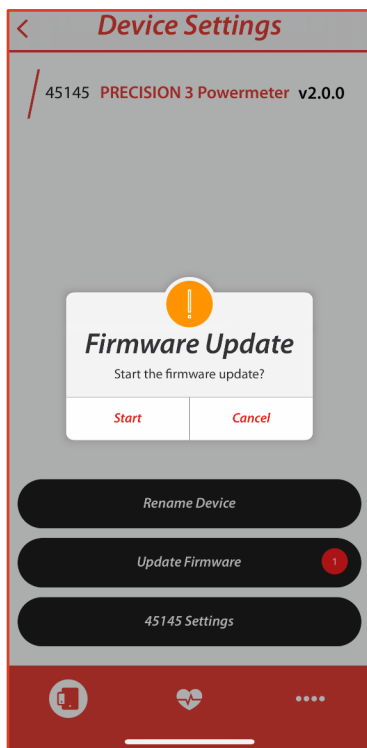 Device Settings
45145 PRECISION 3 Powermeter v2.0.0
Firmware Update
Start the firmware update?
Start Cancel
Rename Device
Update Firmware 1
45145 Settings